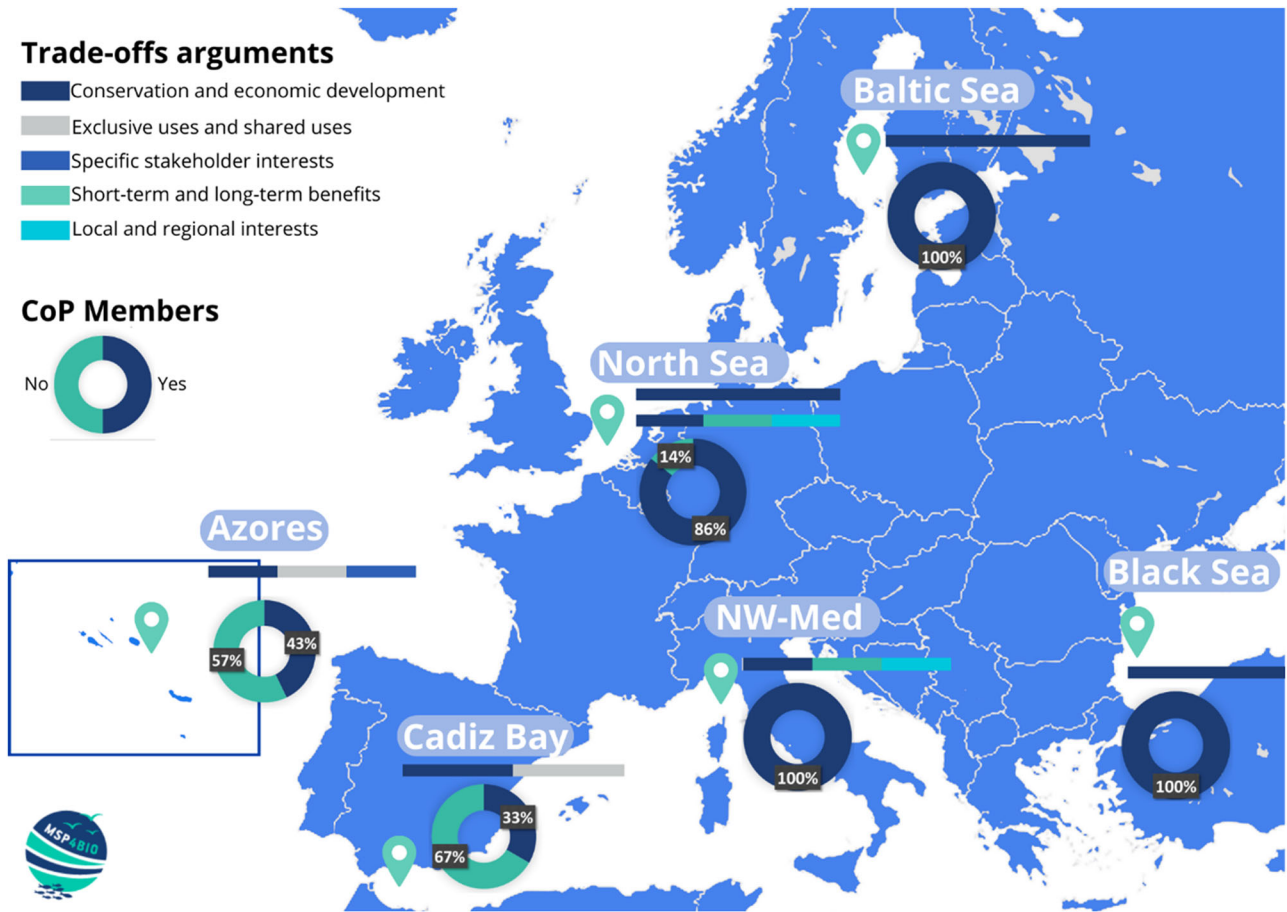 Trade-offs arguments
Conservation and economic development
Exclusive uses and shared uses
Specific stakeholder interests
Short-term and long-term benefits
Local and regional interests
CoP Members
No
Yes
Baltic Sea
100%
North Sea
14%
86%
Azores
43%
57%
Black Sea
100%
NW-Med
100%
Cadiz Bay
33%
67%
MSP4BIO